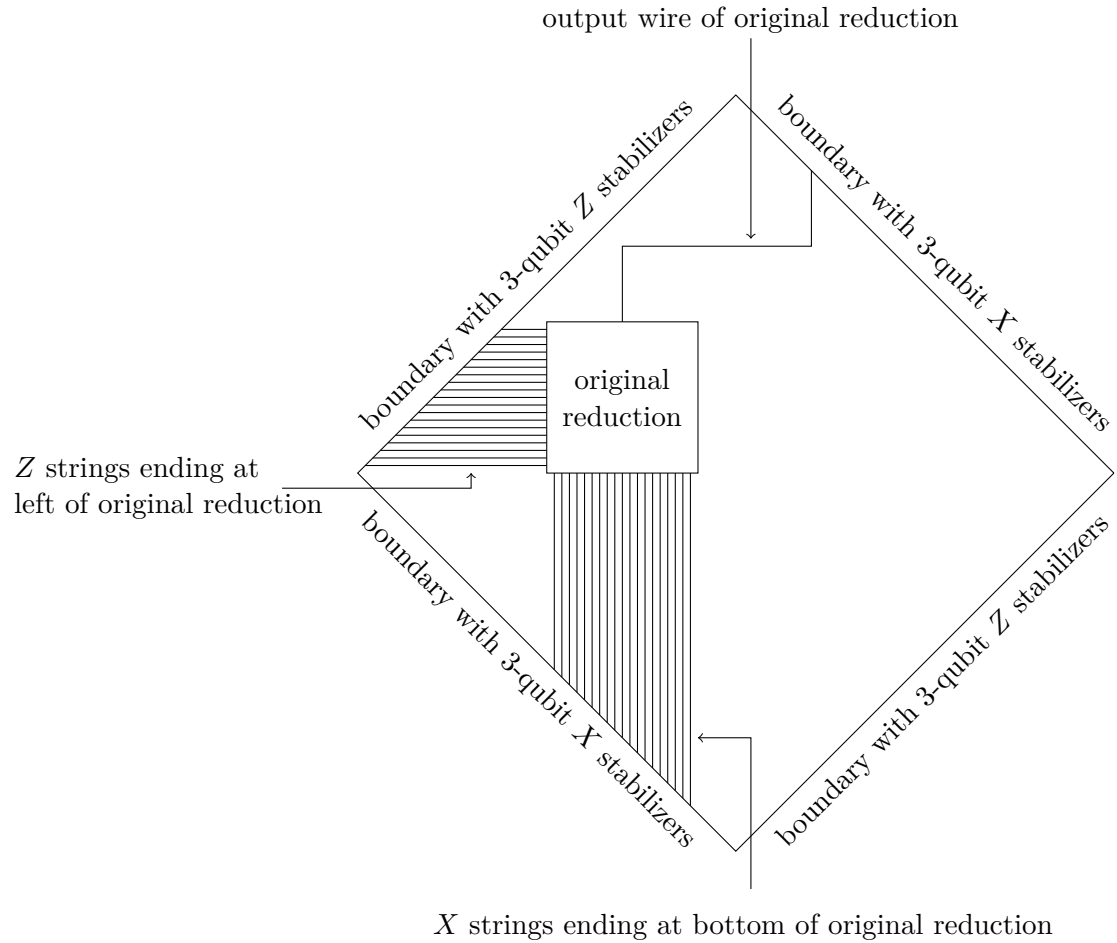 output wire of original reduction
boundary with 3-qubit Z stabilizers
boundary with 3-qubit X stabilizers
original
reduction
Z strings ending at
left of original reduction
boundary with 3-qubit X stabilizers
boundary with 3-qubit Z stabilizers
X strings ending at bottom of original reduction